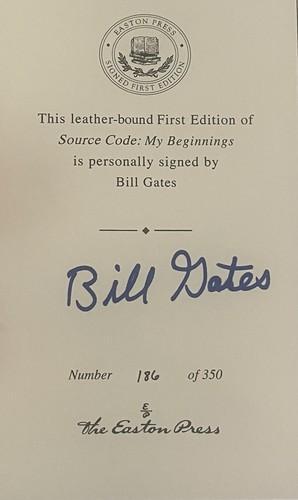 EASTON PRESS
SIGNED FIRST EDITION
This leather-bound First Edition of
Source Code: My Beginnings
is personally signed by
Bill Gates
Bill Gates
Number 186 of 350
E
P
The Easton Press